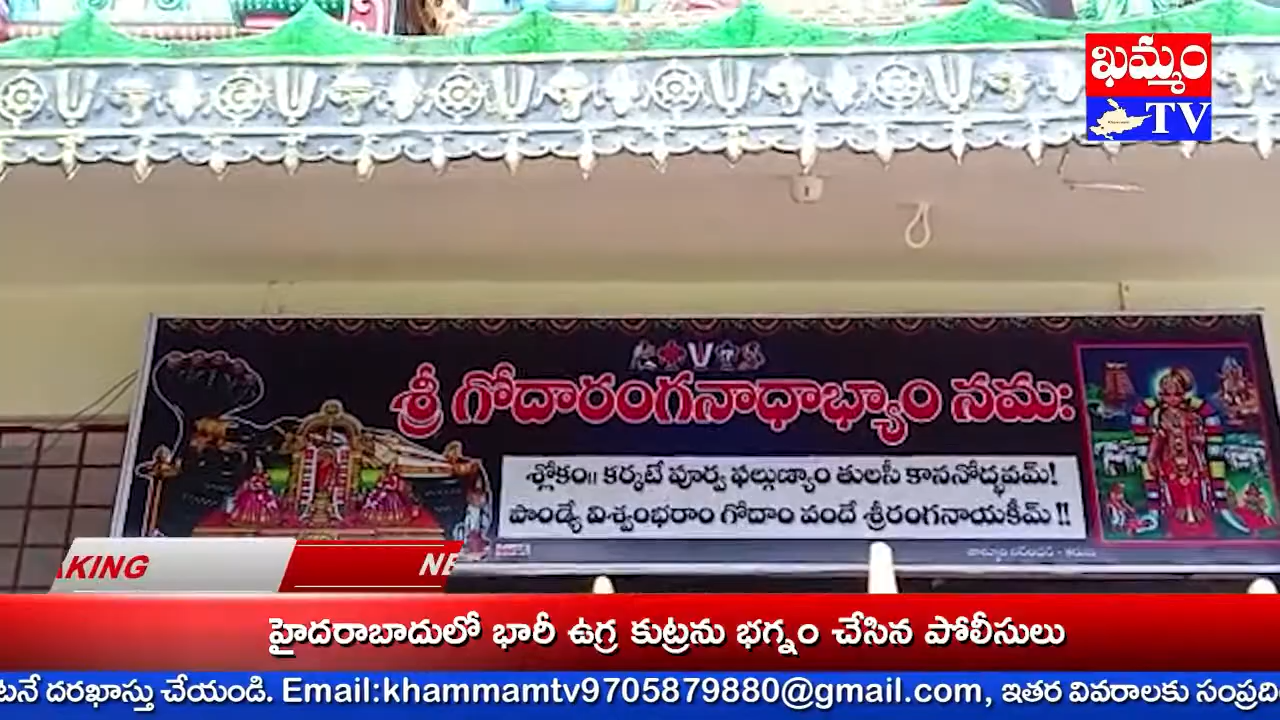 ఖమ్మం
TV
శ్రీ గోదారంగనాధాభ్యాం నమః
శ్లోకం!! కర్కటే పూర్వ ఫల్గుణ్యాం తులసీ కాననోద్భవమ్!
పాండ్యే విశ్వంభరాం గోదాం వందే శ్రీరంగనాయకీమ్ !!
AKING NE
హైదరాబాదులో భారీ ఉగ్ర కుట్రను భగ్నం చేసిన పోలీసులు
టనే దరఖాస్తు చేయండి. Email:khammamtv9705879880@gmail.com, ఇతర వివరాలకు సంప్రది